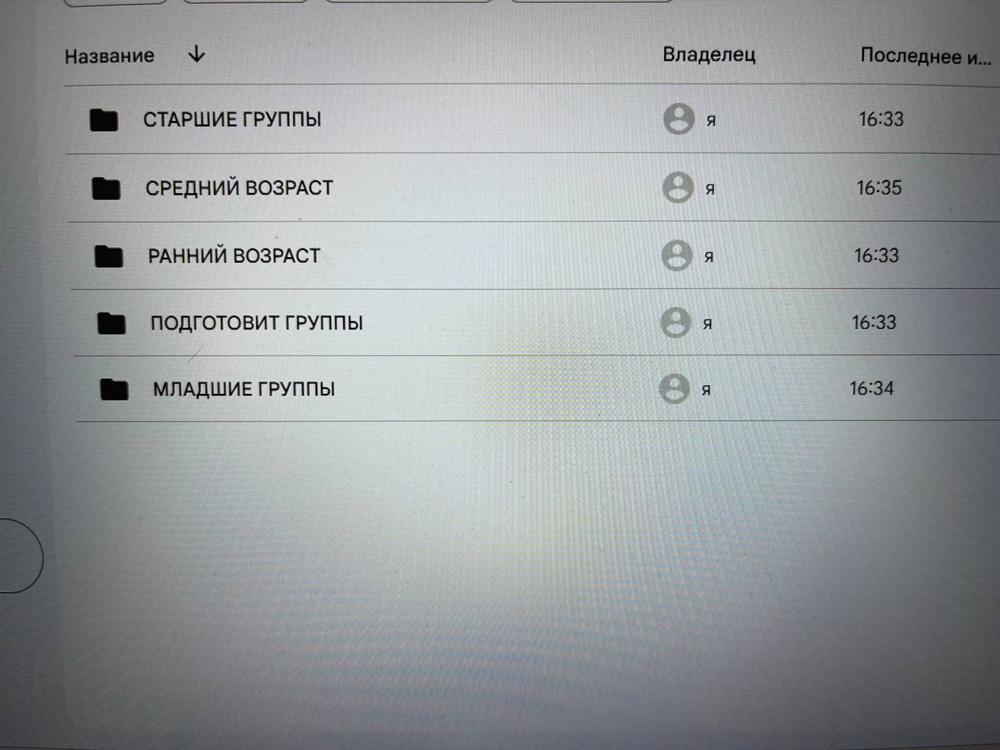 Название Владелец Последнее и...
СТАРШИЕ ГРУППЫ я 16:33
СРЕДНИЙ ВОЗРАСТ я 16:35
РАННИЙ ВОЗРАСТ я 16:33
ПОДГОТОВИТ ГРУППЫ я 16:33
МЛАДШИЕ ГРУППЫ я 16:34